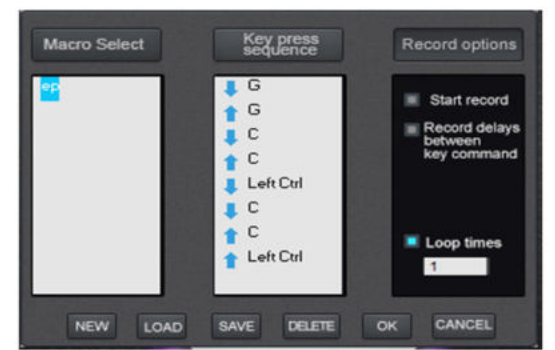 Macro Select
Key press
sequence
Record options
ep
G
G
C
C
Left Ctrl
C
C
Left Ctrl
Start record
Record delays
between
key command
Loop times
1
NEW
LOAD
SAVE
DELETE
OK
CANCEL